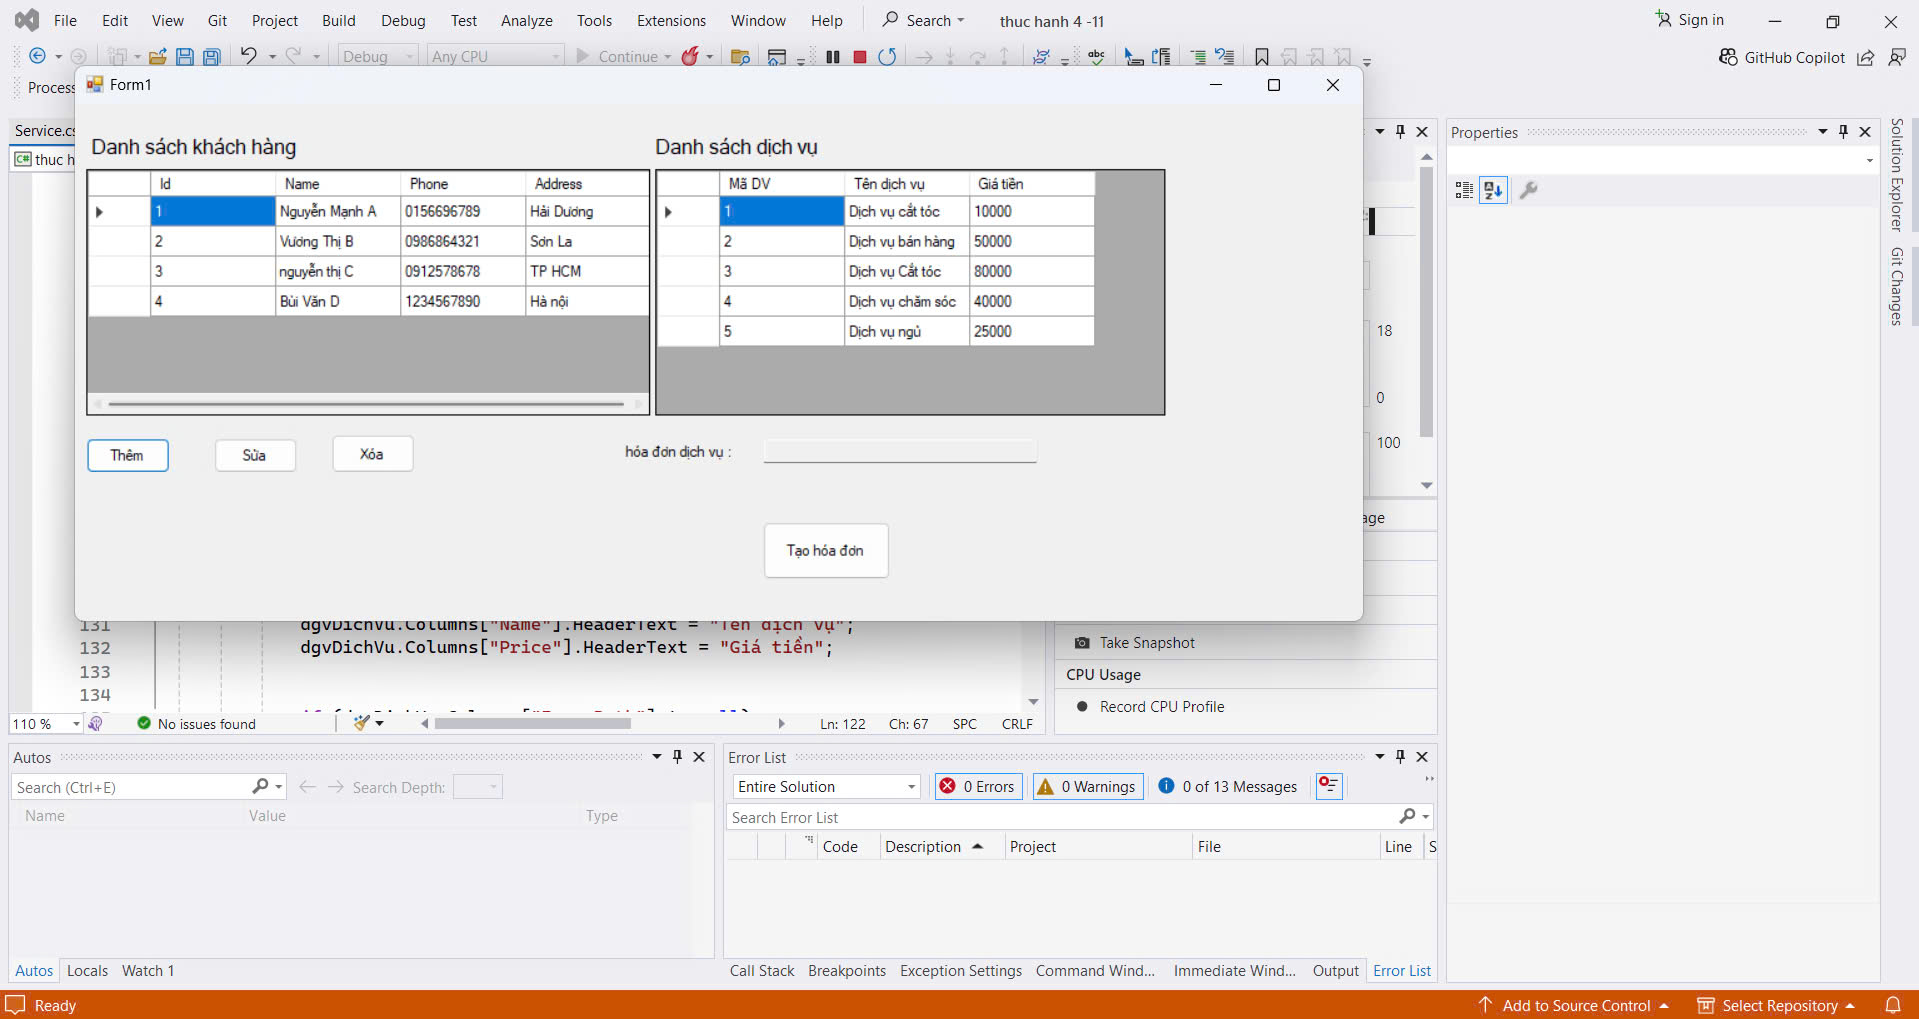 File Edit View Git Project Build Debug Test Analyze Tools Extensions Window Help Search thuc hanh 4 -11 Sign in
Debug Any CPU Continue abc GitHub Copilot
Process
Form1
Service.cs
C# thuc h
Danh sách khách hàng
Id Name Phone Address
1 Nguyễn Mạnh A 0156696789 Hải Dương
2 Vương Thị B 0986864321 Sơn La
3 nguyễn thị C 0912578678 TP HCM
4 Bùi Văn D 1234567890 Hà nội
Danh sách dịch vụ
Mã DV Tên dịch vụ Giá tiền
1 Dịch vụ cắt tóc 10000
2 Dịch vụ bán hàng 50000
3 Dịch vụ Cắt tóc 80000
4 Dịch vụ chăm sóc 40000
5 Dịch vụ ngủ 25000
Thêm Sửa Xóa hóa đơn dịch vụ :
Tạo hóa đơn
Properties
Solution Explorer
Git Changes
18
0
100
age
131 dgvDichVu.Columns["Name"].HeaderText = "Tên dịch vụ";
132 dgvDichVu.Columns["Price"].HeaderText = "Giá tiền";
133
134
Take Snapshot
CPU Usage
Record CPU Profile
110 % No issues found Ln: 122 Ch: 67 SPC CRLF
Autos
Search (Ctrl+E) Search Depth:
Name Value Type
Autos Locals Watch 1
Error List
Entire Solution 0 Errors 0 Warnings 0 of 13 Messages
Search Error List
Code Description Project File Line S
Call Stack Breakpoints Exception Settings Command Wind... Immediate Wind... Output Error List
Ready Add to Source Control Select Repository